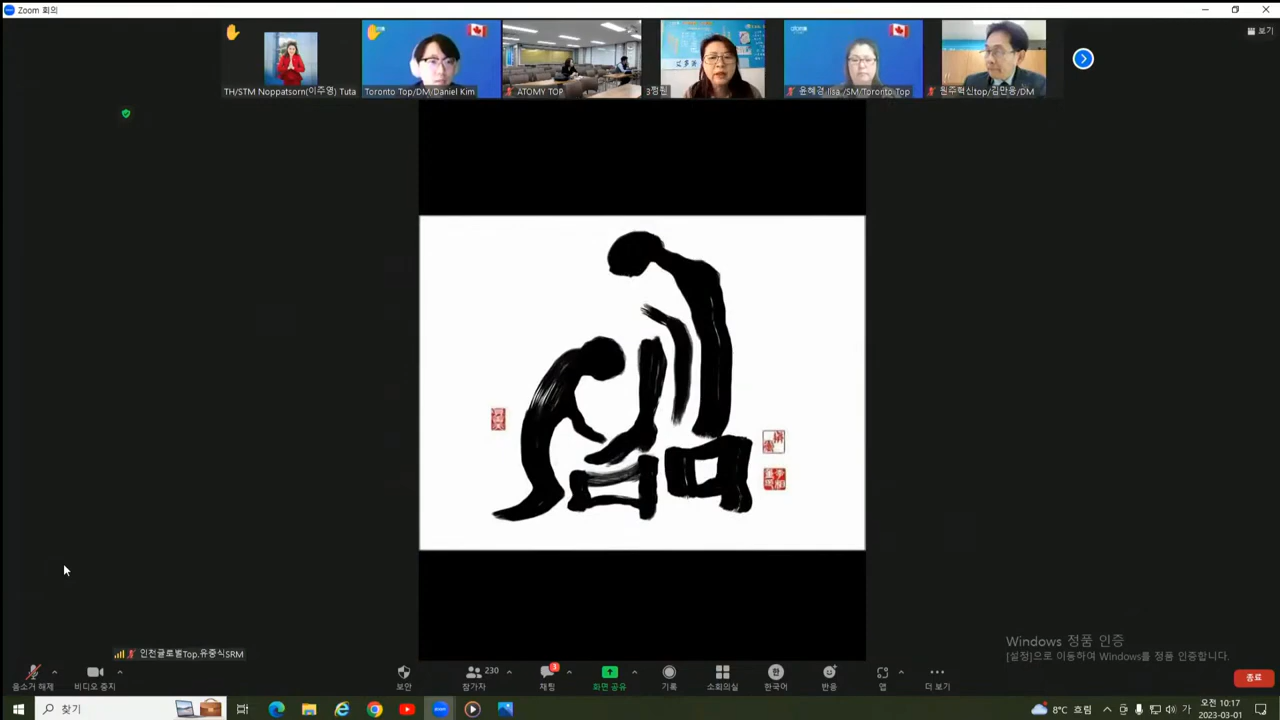 Zoom 회의
보기
TH/STM Noppatsorn(이주영) Tuta
Toronto Top/DM/Daniel Kim
ATOMY TOP
윤혜경 lisa /SM/Toronto Top
원주혁신top/김만응/DM
인천글로벌Top.유중식SRM
Windows 정품 인증
[설정]으로 이동하여 Windows를 정품 인증합니다.
230
3
음소거 해제
비디오 중지
보안
참가자
채팅
화면 공유
기록
소회의실
한국어
반응
앱
더 보기
종료
찾기
zoom
8°C 흐림
가
오전 10:17
2023-03-01